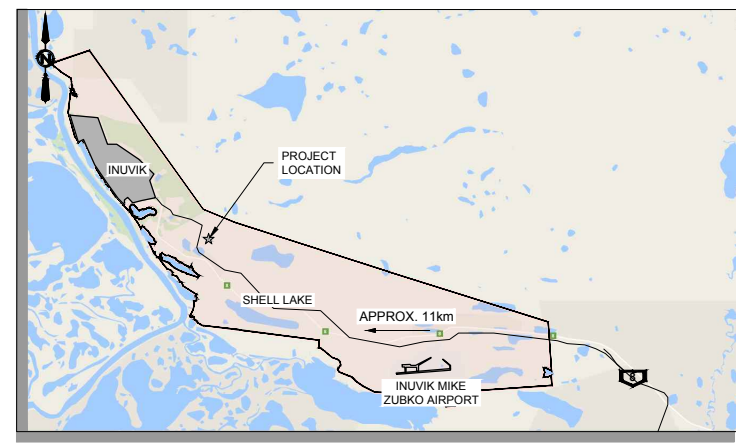 N
PROJECT
LOCATION
INUVIK
SHELL LAKE
APPROX. 11km
INUVIK MIKE
ZUBKO AIRPORT
8